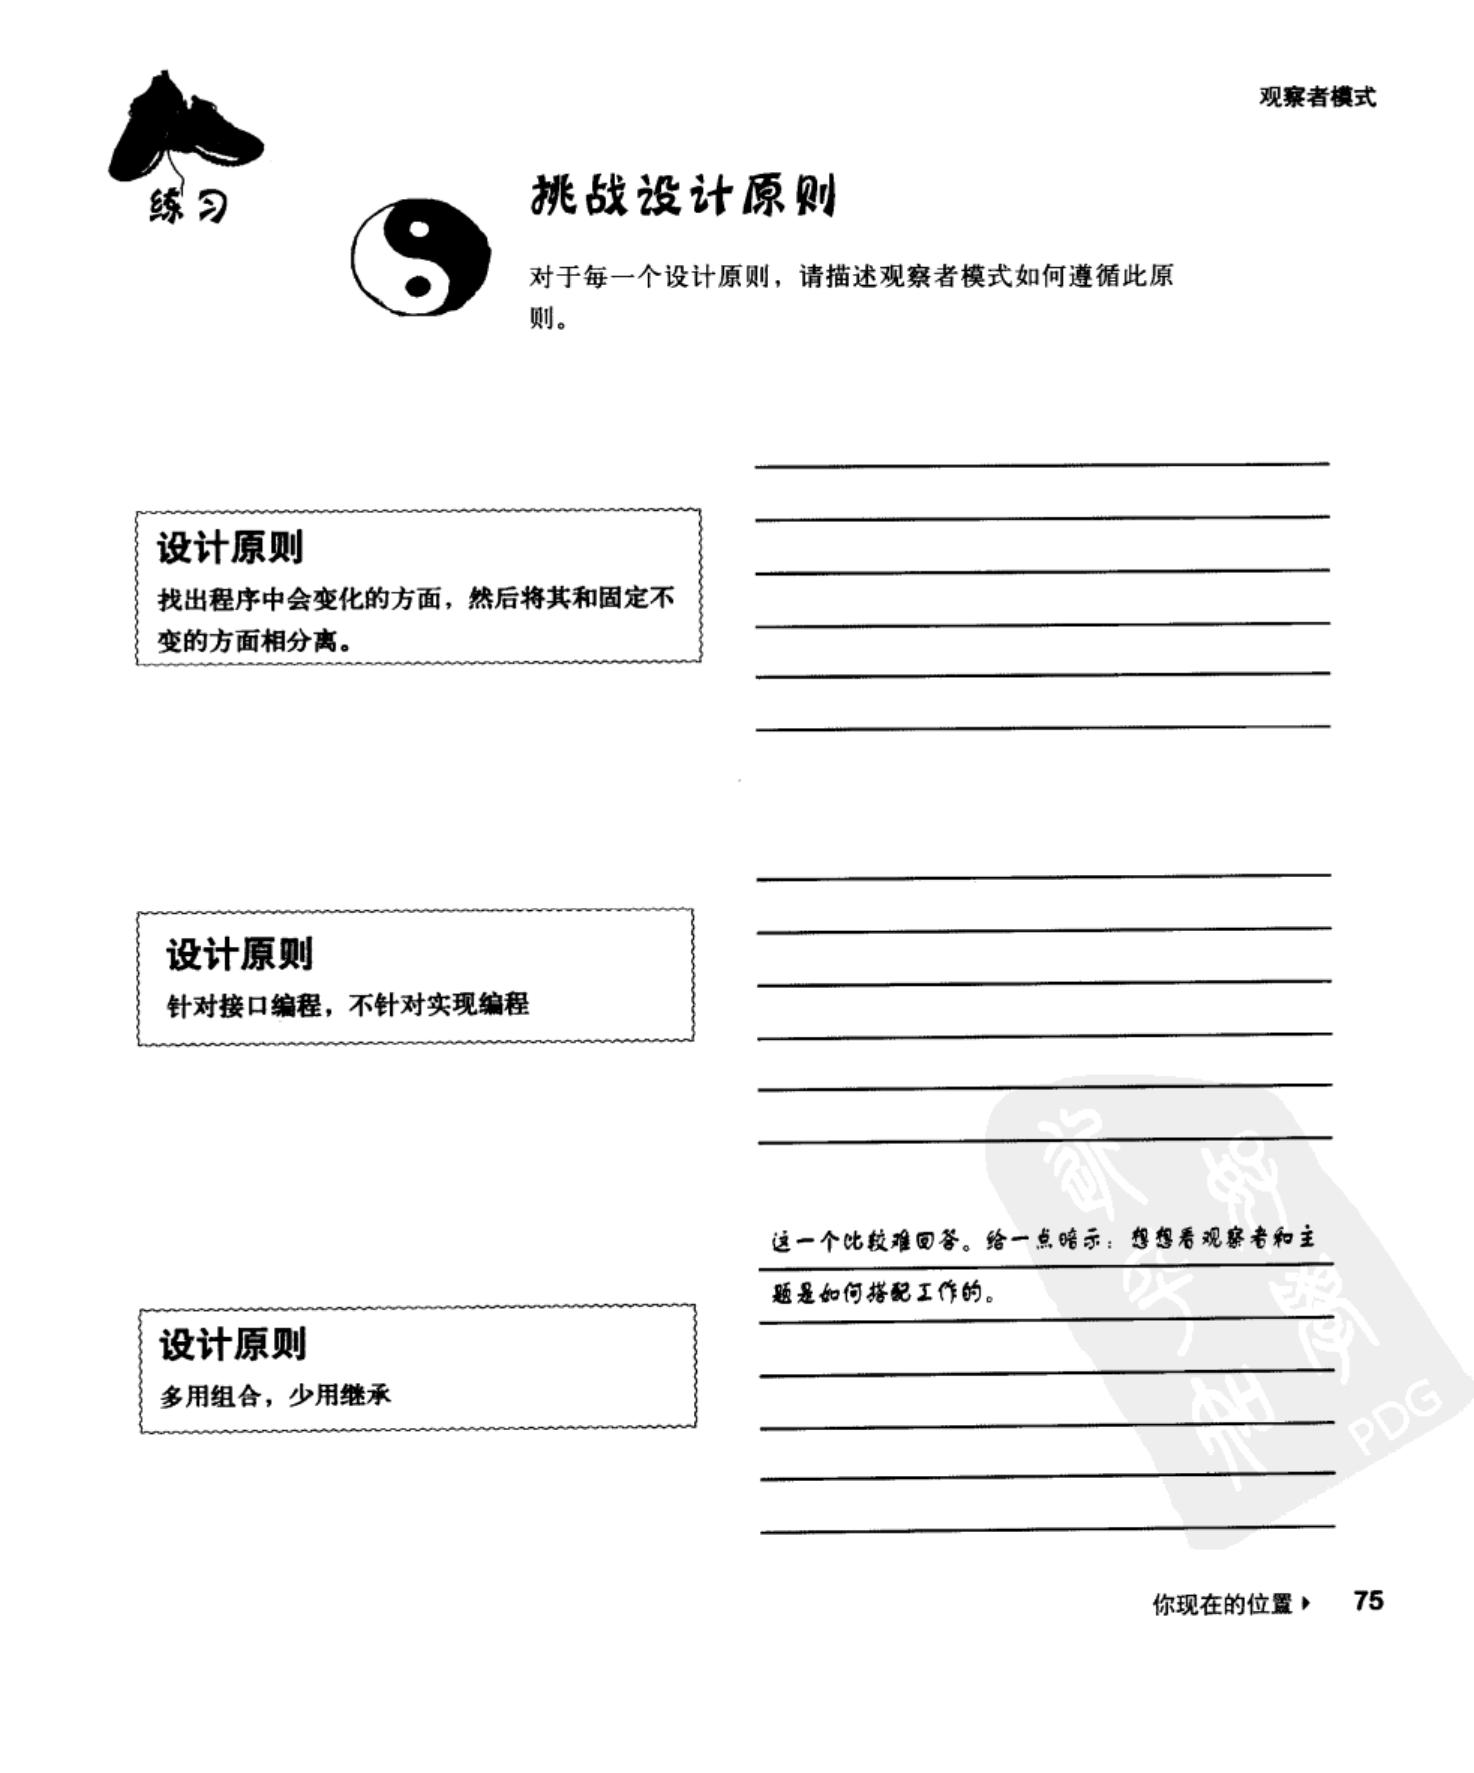 观察者模式
练习
挑战设计原则
对于每一个设计原则，请描述观察者模式如何遵循此原
则。
设计原则
找出程序中会变化的方面，然后将其和固定不
变的方面相分离。
设计原则
针对接口编程，不针对实现编程
这一个比较难回答。给一点暗示：想想看观察者和主
题是如何搭配工作的。
设计原则
多用组合，少用继承
PDG
你现在的位置 ▸ 75